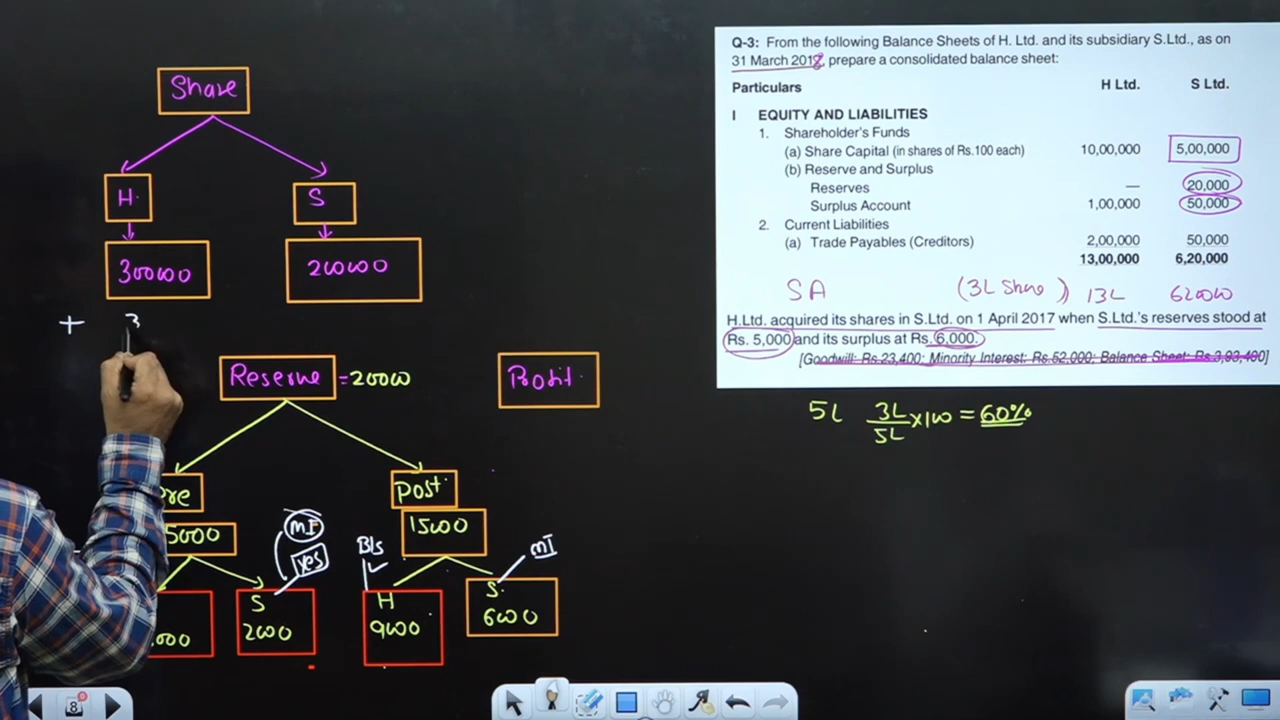 Share
H.
S
300000
200000
+ 3
Reserve = 20000
Profit.
Post.
5000
15000
MI
yes
B/s
MI
S
2000
H
9000
S.
6000
Q-3: From the following Balance Sheets of H. Ltd. and its subsidiary S.Ltd., as on
31 March 2018, prepare a consolidated balance sheet:
Particulars H Ltd. S Ltd.
I EQUITY AND LIABILITIES
1. Shareholder's Funds
(a) Share Capital (in shares of Rs.100 each) 10,00,000 5,00,000
(b) Reserve and Surplus
Reserves — 20,000
Surplus Account 1,00,000 50,000
2. Current Liabilities
(a) Trade Payables (Creditors) 2,00,000 50,000
13,00,000 6,20,000
SA (3L Share) 13L 620000
H.Ltd. acquired its shares in S.Ltd. on 1 April 2017 when S.Ltd.'s reserves stood at
Rs. 5,000 and its surplus at Rs. 6,000.
[Goodwill: Rs.23,400; Minority Interest: Rs.52,000; Balance Sheet: Rs.3,93,400]
5L 3L/5L x100 = 60%
8